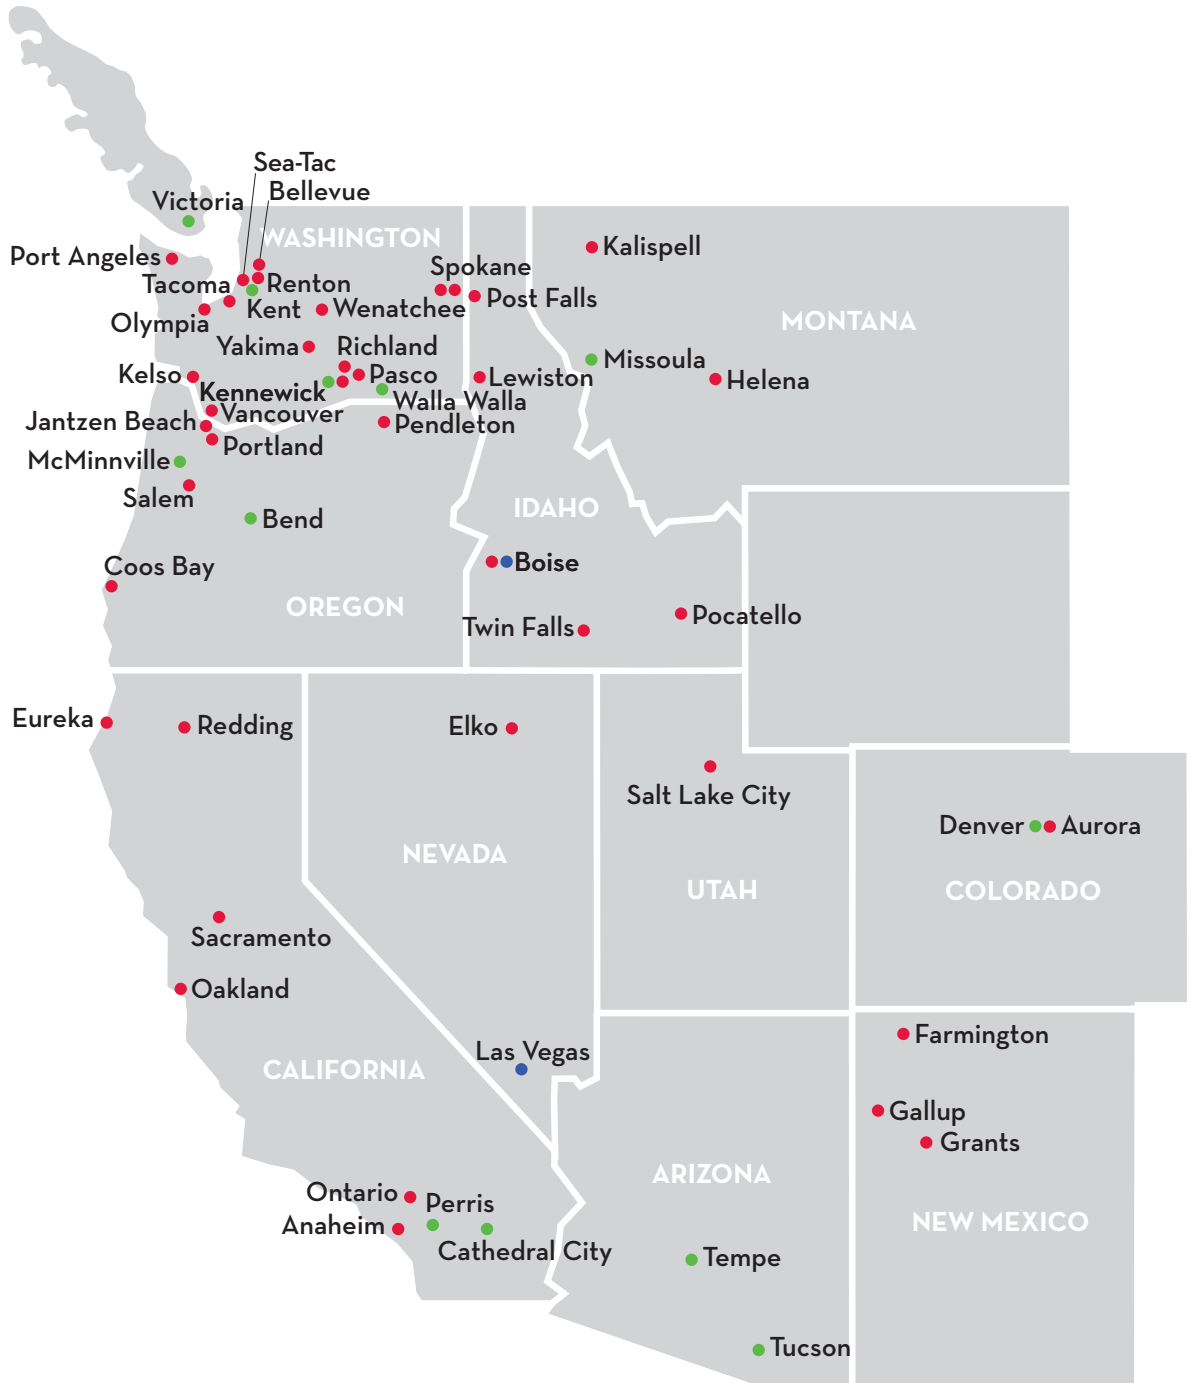 Sea-Tac
Bellevue
Victoria
WASHINGTON
Port Angeles
Kalispell
Spokane
Tacoma
Renton
Post Falls
Kent
Wenatchee
Olympia
MONTANA
Yakima
Richland
Missoula
Kelso
Pasco
Lewiston
Helena
Kennewick
Walla Walla
Vancouver
Jantzen Beach
Pendleton
Portland
McMinnville
Salem
IDAHO
Bend
Coos Bay
Boise
OREGON
Pocatello
Twin Falls
Eureka
Redding
Elko
Salt Lake City
Denver
Aurora
NEVADA
UTAH
COLORADO
Sacramento
Oakland
Farmington
Las Vegas
CALIFORNIA
Gallup
Grants
ARIZONA
Ontario
Perris
NEW MEXICO
Anaheim
Cathedral City
Tempe
Tucson